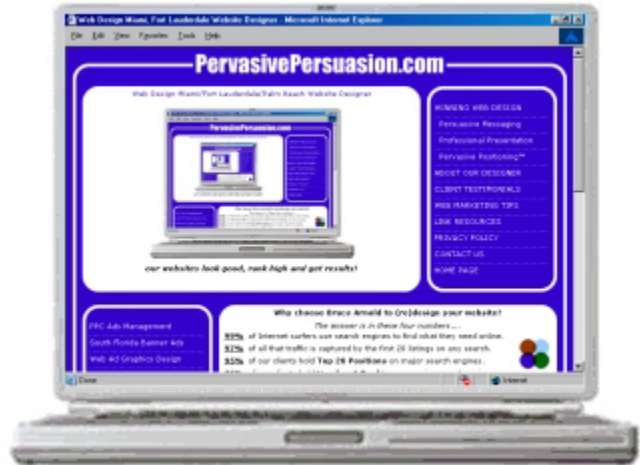 Web Design Miami, Fort Lauderdale Website Designer - Microsoft Internet Explorer
File Edit View Favorites Tools Help
PervasivePersuasion.com
Web Design Miami/Fort Lauderdale/Palm Beach Website Designer
PervasivePersuasion.com
our websites look good, rank high and get results!
WINNING WEB DESIGN
Persuasive Messaging
Professional Presentation
Pervasive Positioning™
ABOUT OUR DESIGNER
CLIENT TESTIMONIALS
WEB MARKETING TIPS
LINK RESOURCES
PRIVACY POLICY
CONTACT US
HOME PAGE
PPC Ads Management
South Florida Banner Ads
Web Ad Graphics Design
Why choose Bruce Arnold to (re)design your website?
The answer is in these four numbers....
of Internet surfers use search engines to find what they need online.
of all that traffic is captured by the first 20 listings on any search.
of our clients hold Top 20 Positions on major search engines.
Done
Internet